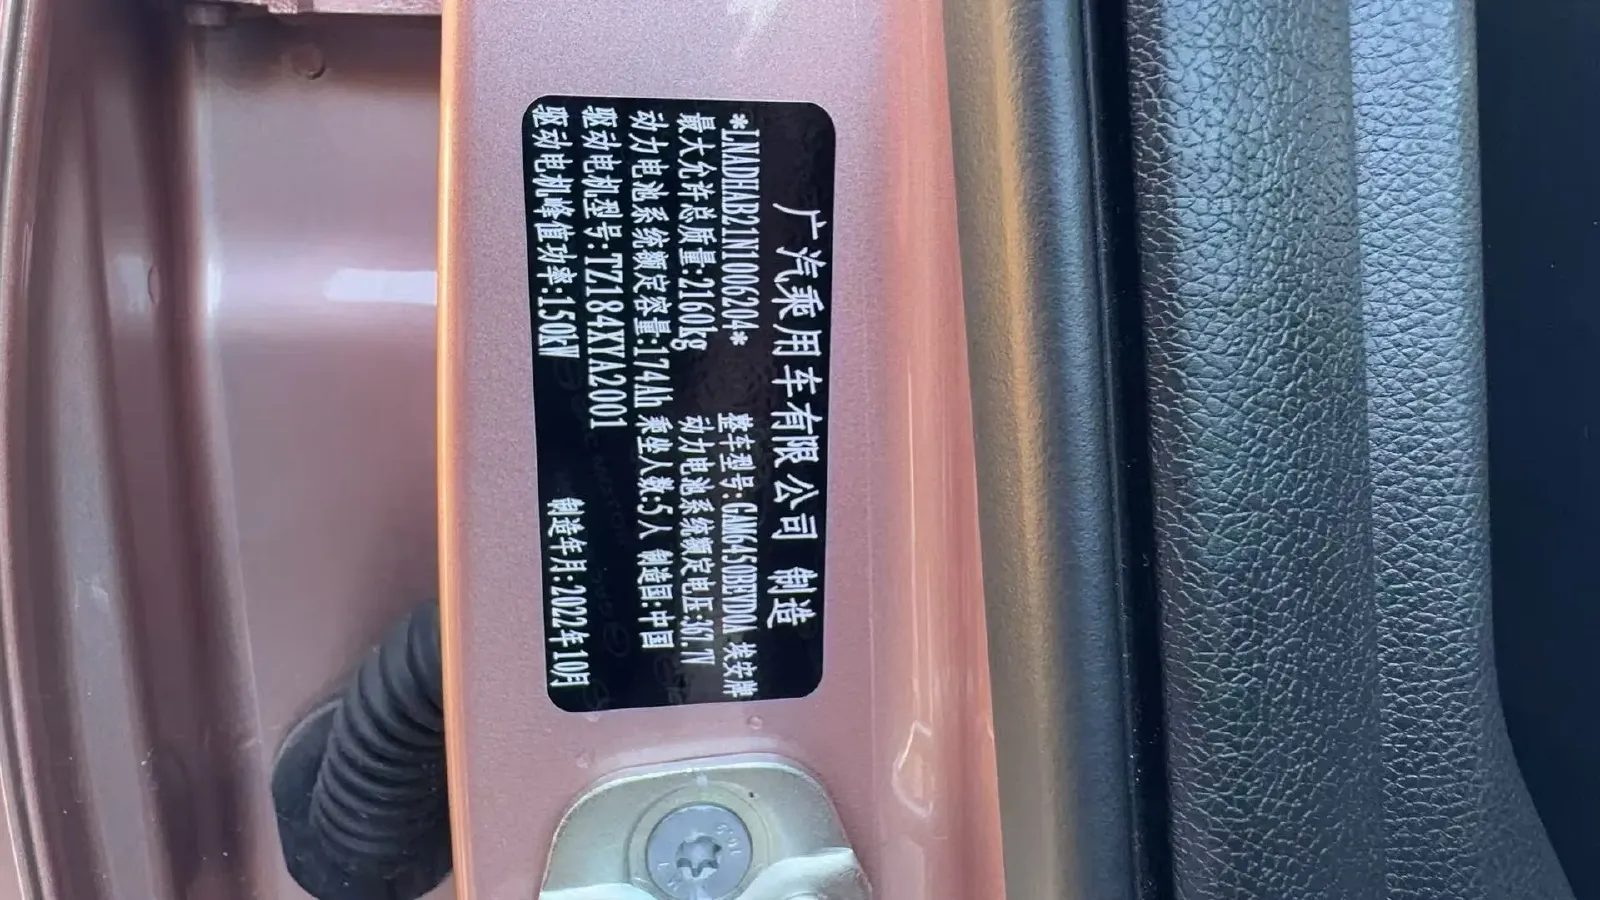 广汽乘用车有限公司 制造
*LNADHAB21N1006204* 整车型号:GAM6450BEVD0A 埃安牌
最大允许总质量:2160kg 动力电池系统额定电压:367.7V
动力电池系统额定容量:174Ah 乘坐人数:5人 制造国:中国
驱动电机型号:TZ184XYA2001
驱动电机峰值功率:150kW 制造年月:2022年10月